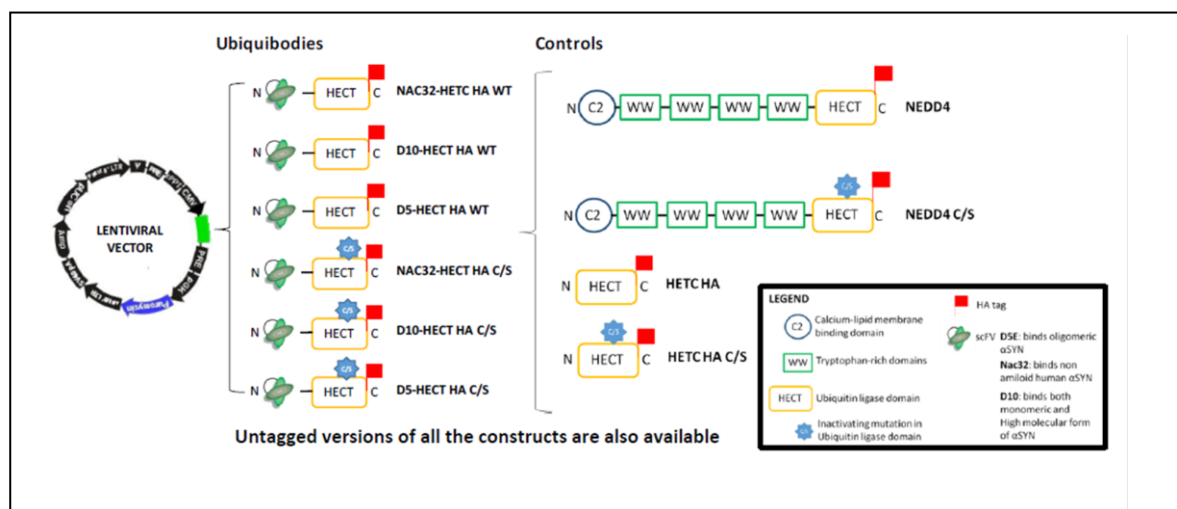 Ubiquibodies
Controls
N HECT C NAC32-HETC HA WT
N HECT C D10-HECT HA WT
N HECT C D5-HECT HA WT
C/S
N HECT C NAC32-HECT HA C/S
C/S
N HECT C D10-HECT HA C/S
C/S
N HECT C D5-HECT HA C/S
LENTIVIRAL
VECTOR
CMV
PRE
PGK
Puromycin
Amp
N C2 WW WW WW WW HECT C NEDD4
C/S
N C2 WW WW WW WW HECT C NEDD4 C/S
N HECT C HETC HA
C/S
N HECT C HETC HA C/S
LEGEND
C2 Calcium-lipid membrane
binding domain
WW Tryptophan-rich domains
HECT Ubiquitin ligase domain
C/S Inactivating mutation in
Ubiquitin ligase domain
HA tag
scFV D5E: binds oligomeric
αSYN
Nac32: binds non
amiloid human αSYN
D10: binds both
monomeric and
High molecular form
of αSYN
Untagged versions of all the constructs are also available